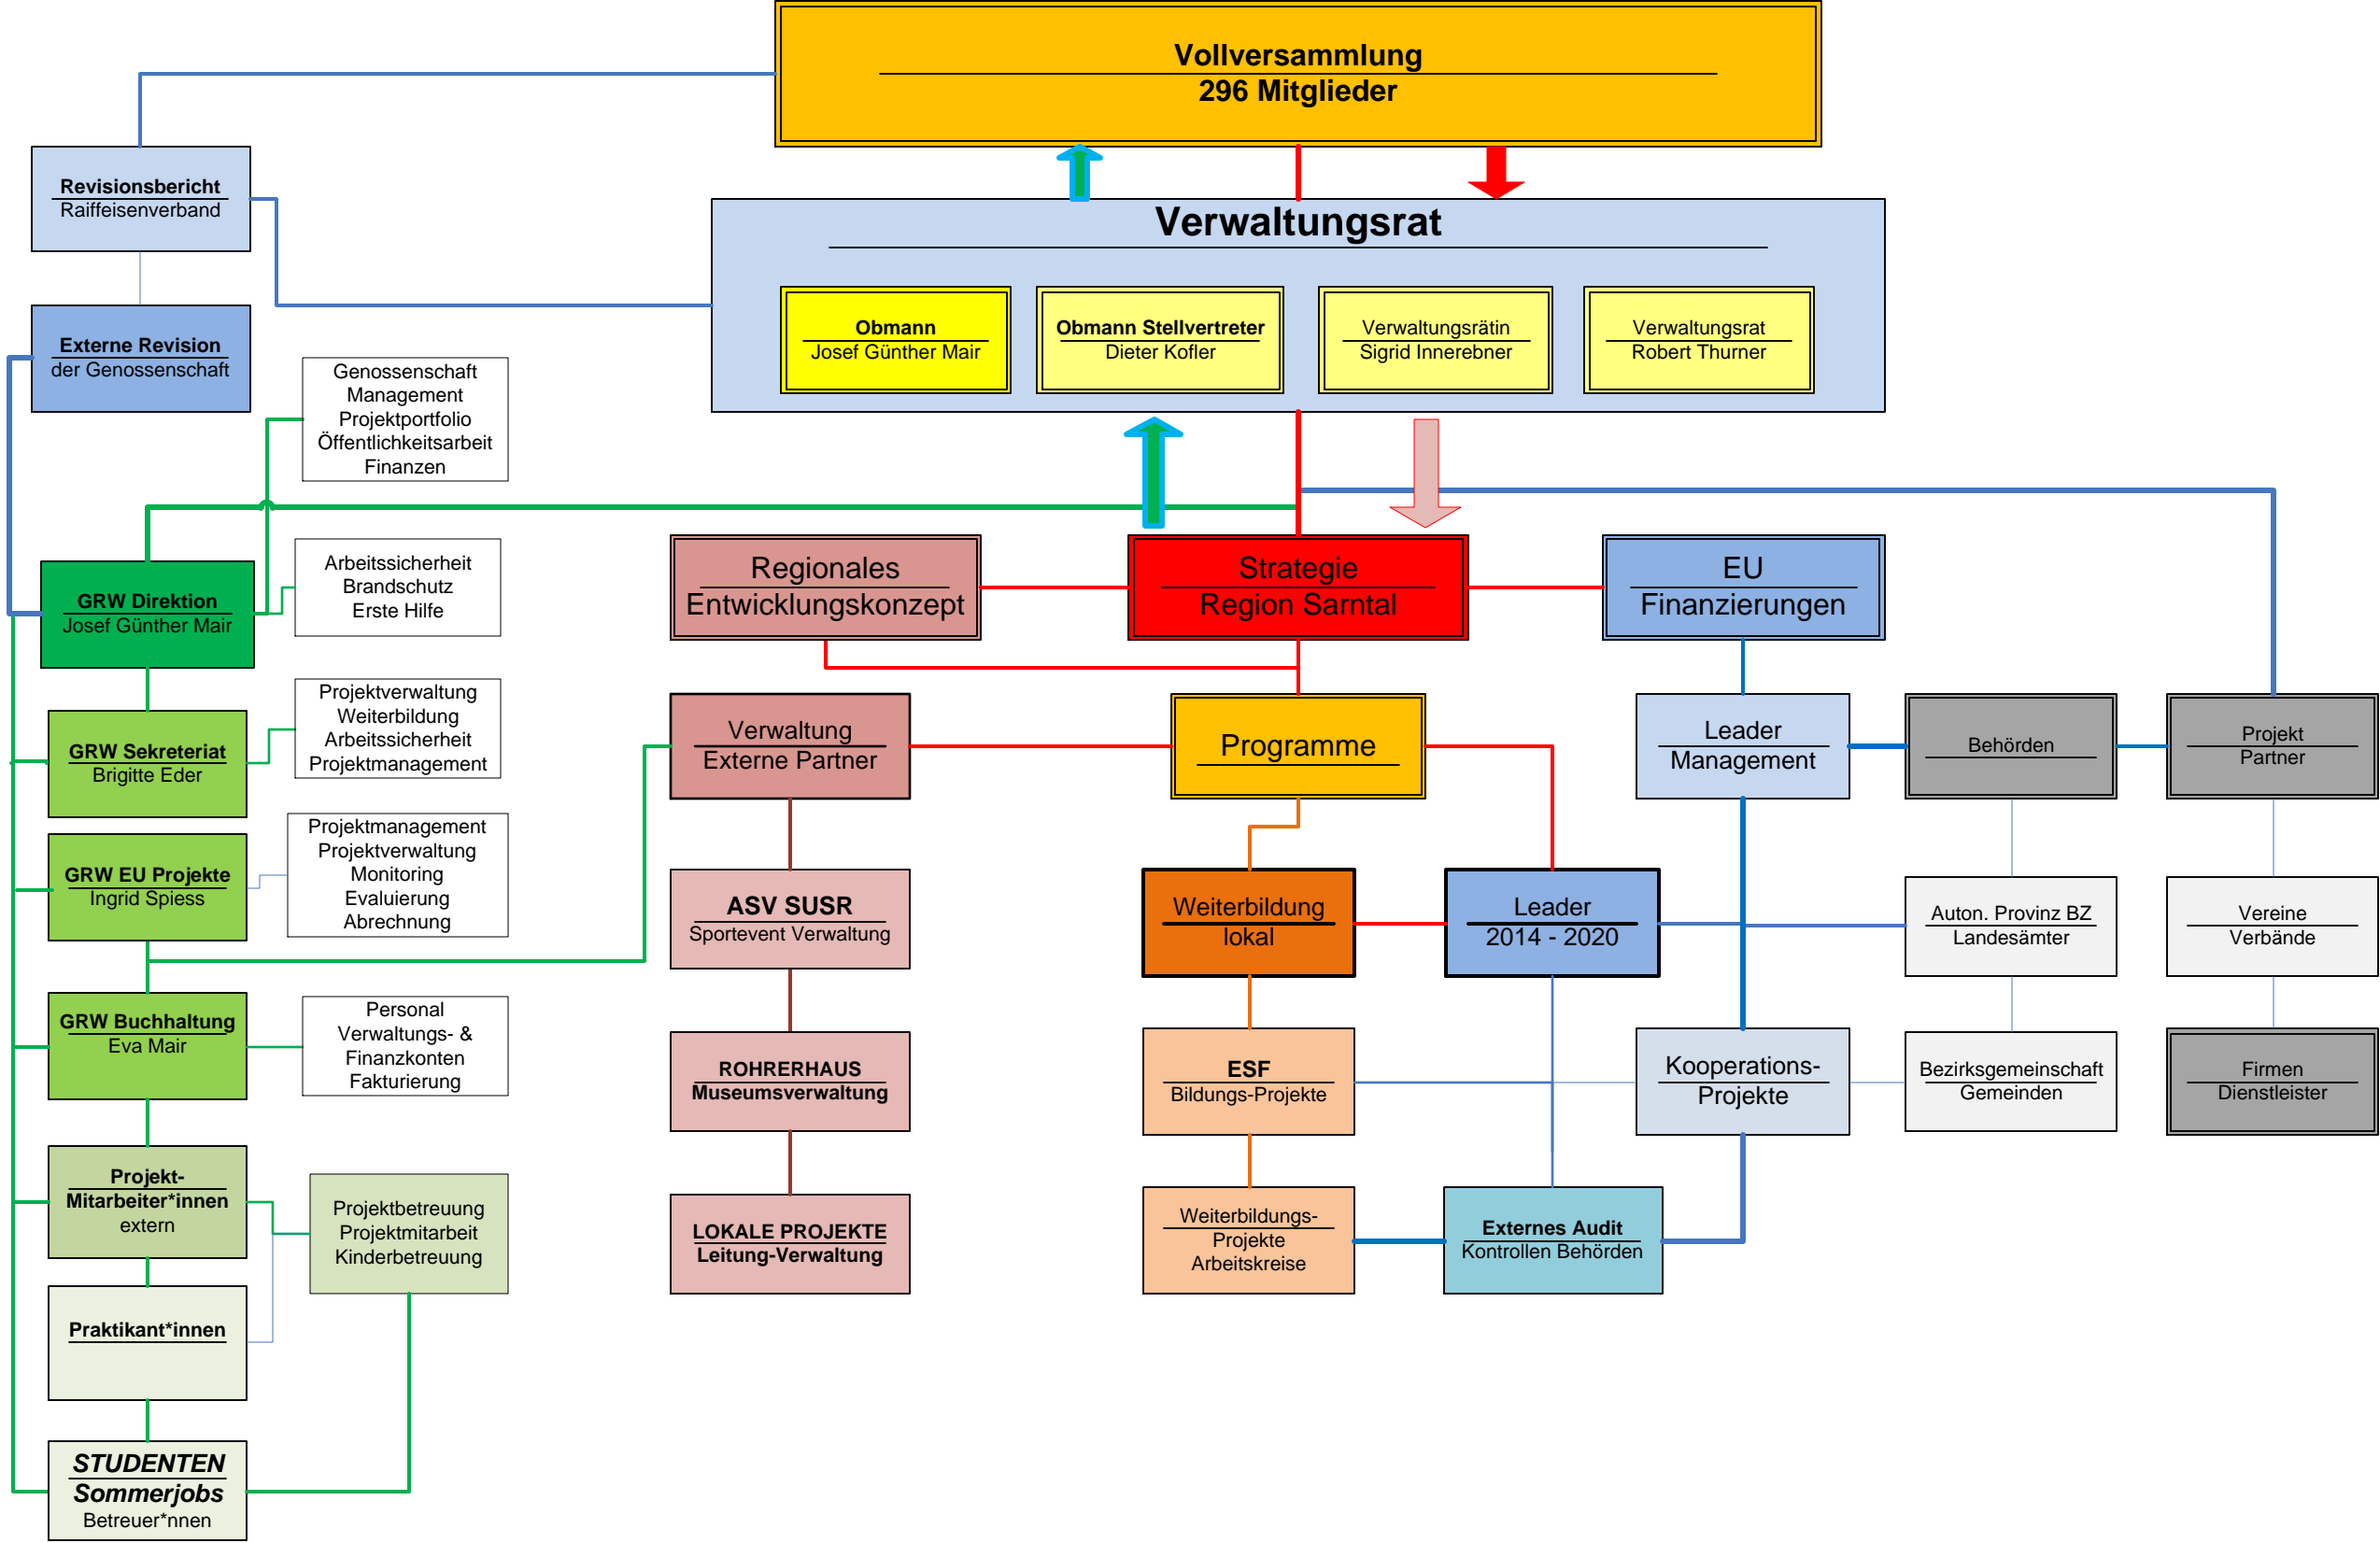 Vollversammlung
296 Mitglieder
Revisionsbericht
Raiffeisenverband
Verwaltungsrat
Externe Revision
der Genossenschaft
Obmann
Josef Günther Mair
Obmann Stellvertreter
Dieter Kofler
Verwaltungsrätin
Sigrid Innerebner
Verwaltungsrat
Robert Thurner
Genossenschaft
Management
Projektportfolio
Öffentlichkeitsarbeit
Finanzen
GRW Direktion
Josef Günther Mair
Arbeitssicherheit
Brandschutz
Erste Hilfe
Regionales
Entwicklungskonzept
Strategie
Region Sarntal
EU
Finanzierungen
GRW Sekreteriat
Brigitte Eder
Projektverwaltung
Weiterbildung
Arbeitssicherheit
Projektmanagement
Verwaltung
Externe Partner
Programme
Leader
Management
Behörden
Projekt
Partner
GRW EU Projekte
Ingrid Spiess
Projektmanagement
Projektverwaltung
Monitoring
Evaluierung
Abrechnung
ASV SUSR
Sportevent Verwaltung
Weiterbildung
lokal
Leader
2014 - 2020
Auton. Provinz BZ
Landesämter
Vereine
Verbände
GRW Buchhaltung
Eva Mair
Personal
Verwaltungs- &
Finanzkonten
Fakturierung
ROHRERHAUS
Museumsverwaltung
ESF
Bildungs-Projekte
Kooperations-
Projekte
Bezirksgemeinschaft
Gemeinden
Firmen
Dienstleister
Projekt-
Mitarbeiter*innen
extern
Projektbetreuung
Projektmitarbeit
Kinderbetreuung
LOKALE PROJEKTE
Leitung-Verwaltung
Weiterbildungs-
Projekte
Arbeitskreise
Externes Audit
Kontrollen Behörden
Praktikant*innen
STUDENTEN
Sommerjobs
Betreuer*nnen